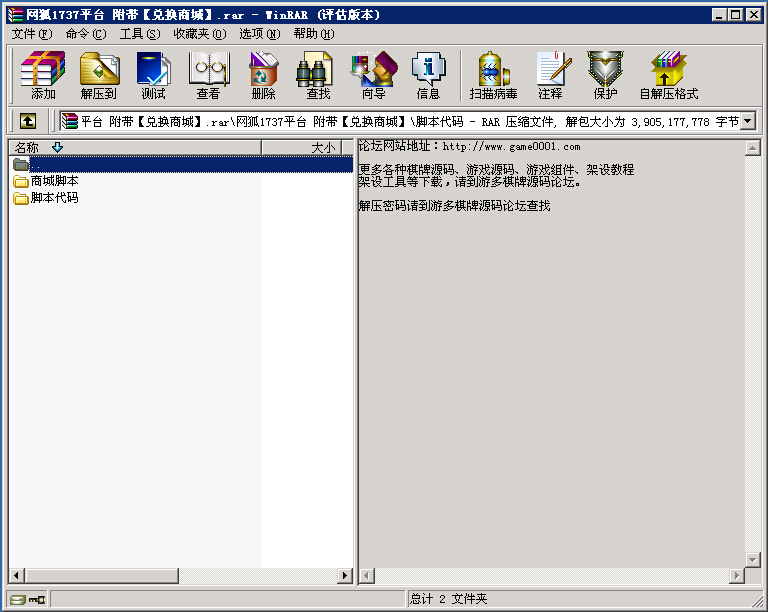 网狐1737平台 附带【兑换商城】.rar - WinRAR (评估版本)
文件(F) 命令(C) 工具(S) 收藏夹(O) 选项(N) 帮助(H)
添加 解压到 测试 查看 删除 查找 向导 信息 扫描病毒 注释 保护 自解压格式
平台 附带【兑换商城】.rar\网狐1737平台 附带【兑换商城】\脚本代码 - RAR 压缩文件, 解包大小为 3,905,177,778 字节
名称 大小
..
商城脚本
脚本代码
论坛网站地址：http://www.game0001.com
更多各种棋牌源码、游戏源码、游戏组件、架设教程
架设工具等下载，请到游多棋牌源码论坛。
解压密码请到游多棋牌源码论坛查找
总计 2 文件夹